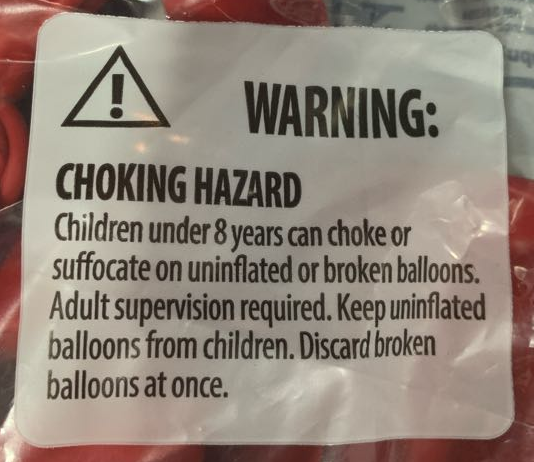 WARNING:
CHOKING HAZARD
Children under 8 years can choke or
suffocate on uninflated or broken balloons.
Adult supervision required. Keep uninflated
balloons from children. Discard broken
balloons at once.